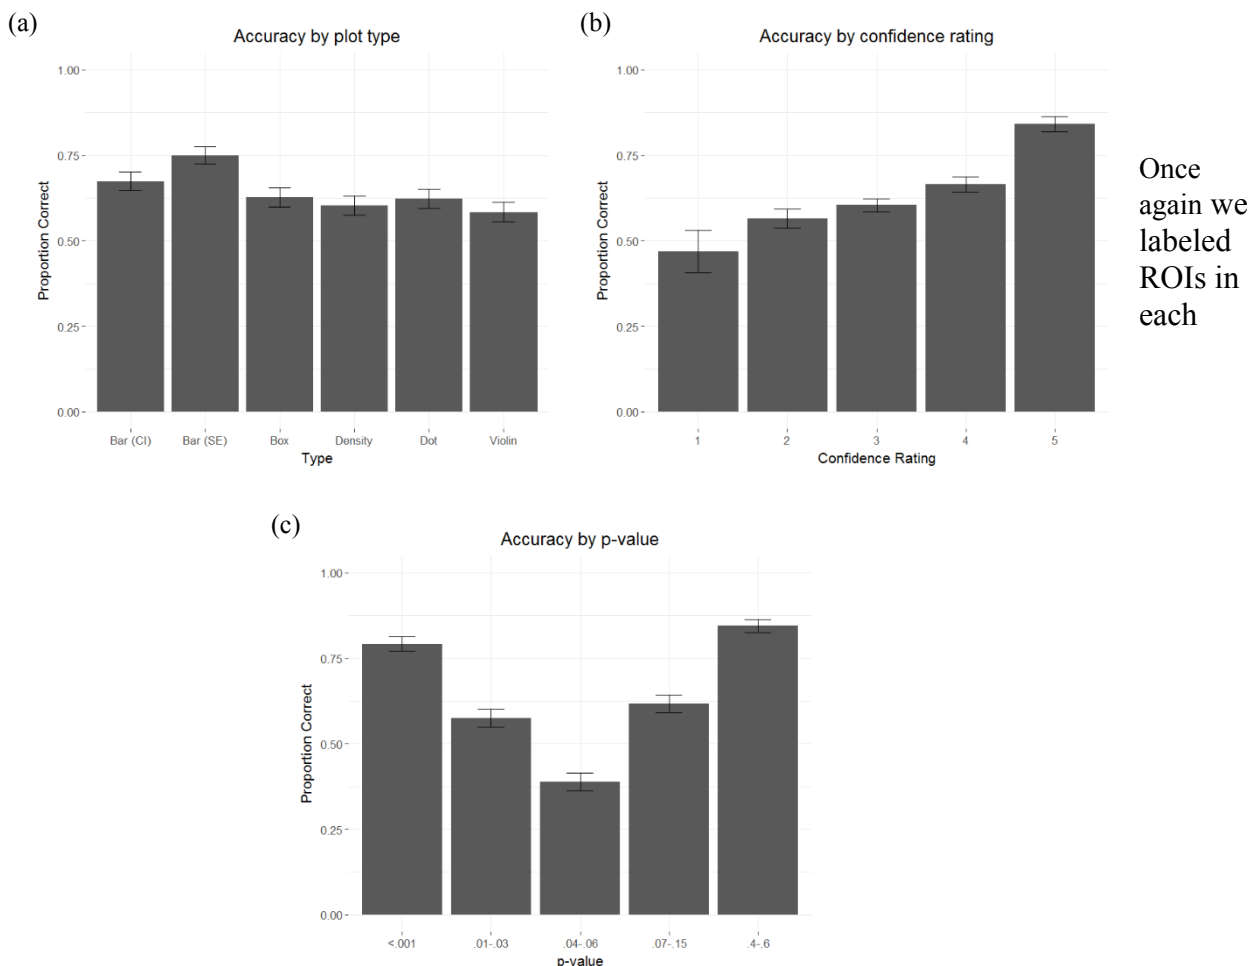 (a)
Accuracy by plot type
1.00
0.75
0.50
0.25
0.00
Proportion Correct
Bar (CI) Bar (SE) Box Density Dot Violin
Type
(b)
Accuracy by confidence rating
1.00
0.75
0.50
0.25
0.00
Proportion Correct
1 2 3 4 5
Confidence Rating
Once
again we
labeled
ROIs in
each
(c)
Accuracy by p-value
1.00
0.75
0.50
0.25
0.00
Proportion Correct
<.001 .01-.03 .04-.06 .07-.15 .4-.6
p-value